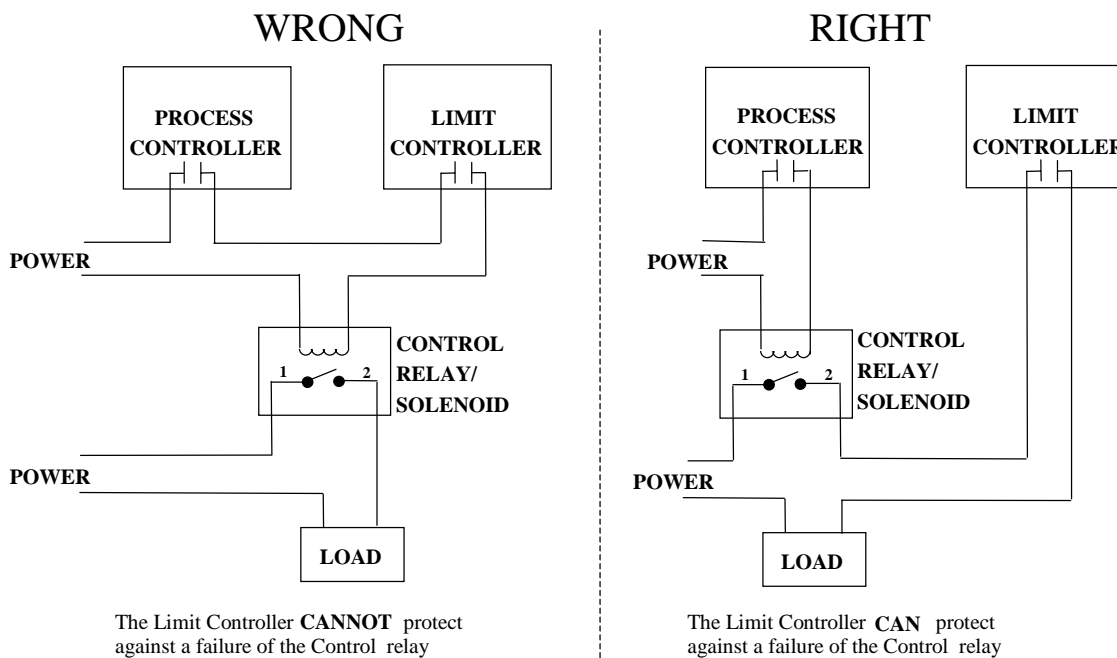 WRONG
PROCESS
CONTROLLER
LIMIT
CONTROLLER
POWER
CONTROL
RELAY/
SOLENOID
1
2
POWER
LOAD
The Limit Controller CANNOT protect
against a failure of the Control relay
RIGHT
PROCESS
CONTROLLER
LIMIT
CONTROLLER
POWER
CONTROL
RELAY/
SOLENOID
1
2
POWER
LOAD
The Limit Controller CAN protect
against a failure of the Control relay